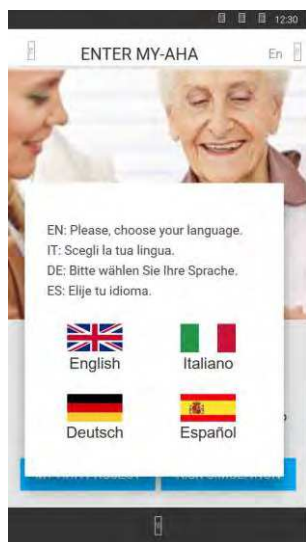 12:30
ENTER MY-AHA
En
EN: Please, choose your language.
IT: Scegli la tua lingua.
DE: Bitte wählen Sie Ihre Sprache.
ES: Elije tu idioma.
English
Italiano
Deutsch
Español